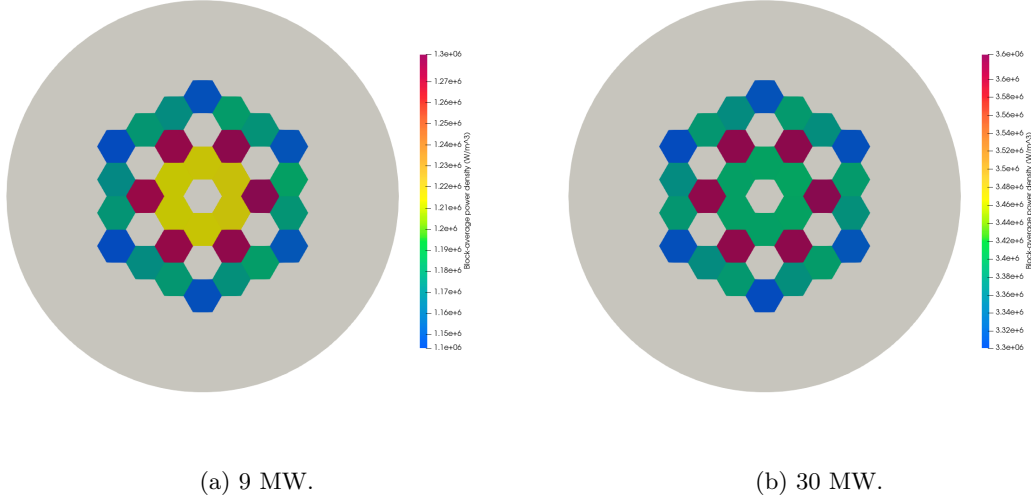 1.3e+06
1.27e+6
1.26e+6
1.25e+6
1.24e+6
1.23e+6
1.22e+6
1.21e+6
1.20e+6
1.19e+6
1.18e+6
1.17e+6
1.16e+6
1.15e+6
1.1e+06
Block-average power density (W/m^3)
3.6e+06
3.6e+6
3.58e+6
3.56e+6
3.54e+6
3.52e+6
3.5e+6
3.48e+6
3.46e+6
3.44e+6
3.42e+6
3.40e+6
3.38e+6
3.36e+6
3.34e+6
3.32e+6
3.3e+06
Block-average power density (W/m^3)
(a) 9 MW.
(b) 30 MW.